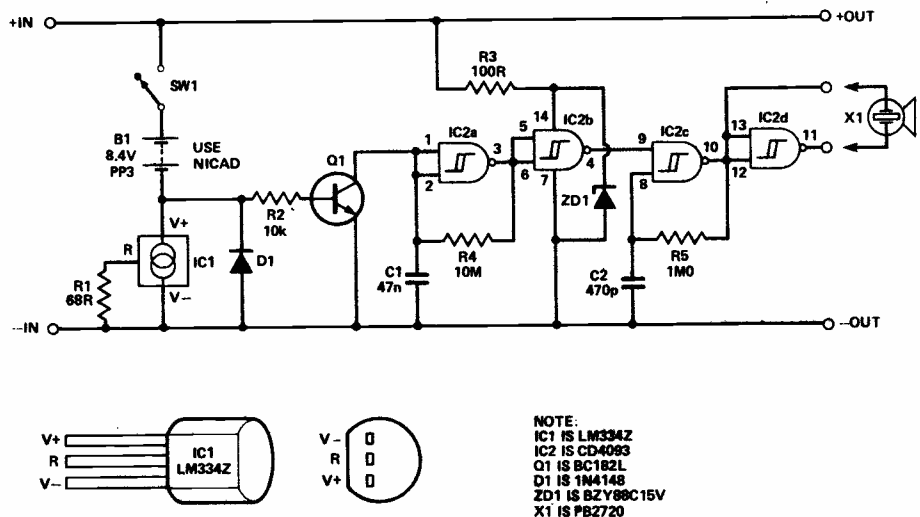 +IN
+OUT
SW1
B1
8.4V
PP3
USE
NICAD
R3
100R
14
IC2b
5
6
4
7
IC2a
1
2
3
Q1
R2
10k
V+
R
IC1
V−
R1
68R
D1
C1
47n
R4
10M
ZD1
IC2c
9
8
10
IC2d
13
12
11
X1
C2
470p
R5
1M0
−IN
−OUT
V+
R
V−
IC1
LM334Z
V−
R
V+
NOTE:
IC1 IS LM334Z
IC2 IS CD4093
Q1 IS BC182L
D1 IS 1N4148
ZD1 IS BZY88C15V
X1 IS PB2720